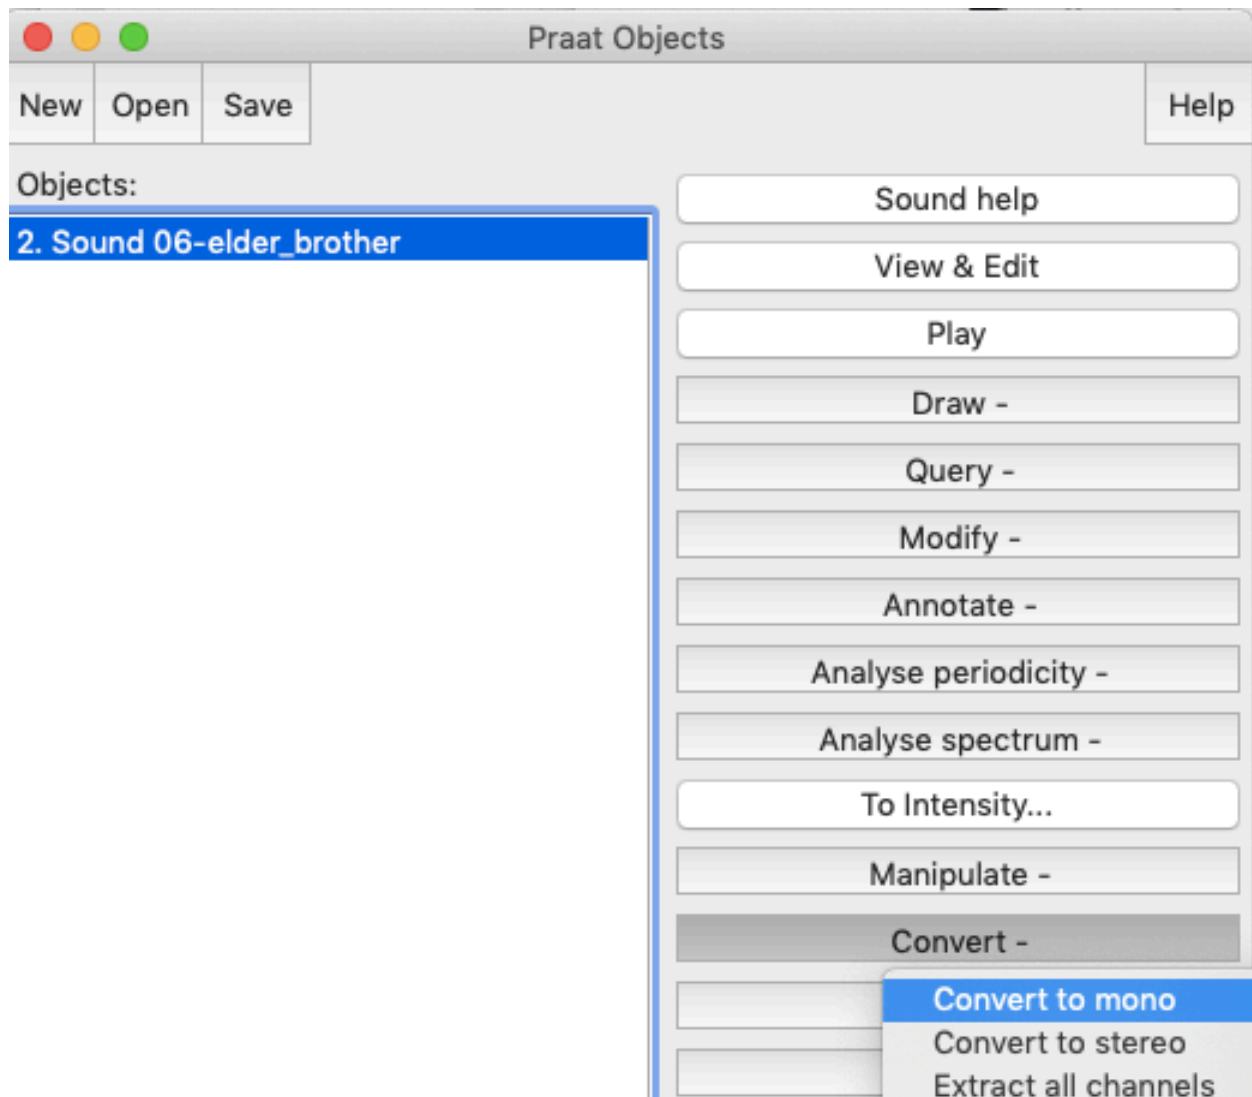 Praat Objects
New Open Save Help
Objects:
2. Sound 06-elder_brother
Sound help
View & Edit
Play
Draw -
Query -
Modify -
Annotate -
Analyse periodicity -
Analyse spectrum -
To Intensity...
Manipulate -
Convert -
Convert to mono
Convert to stereo
Extract all channels